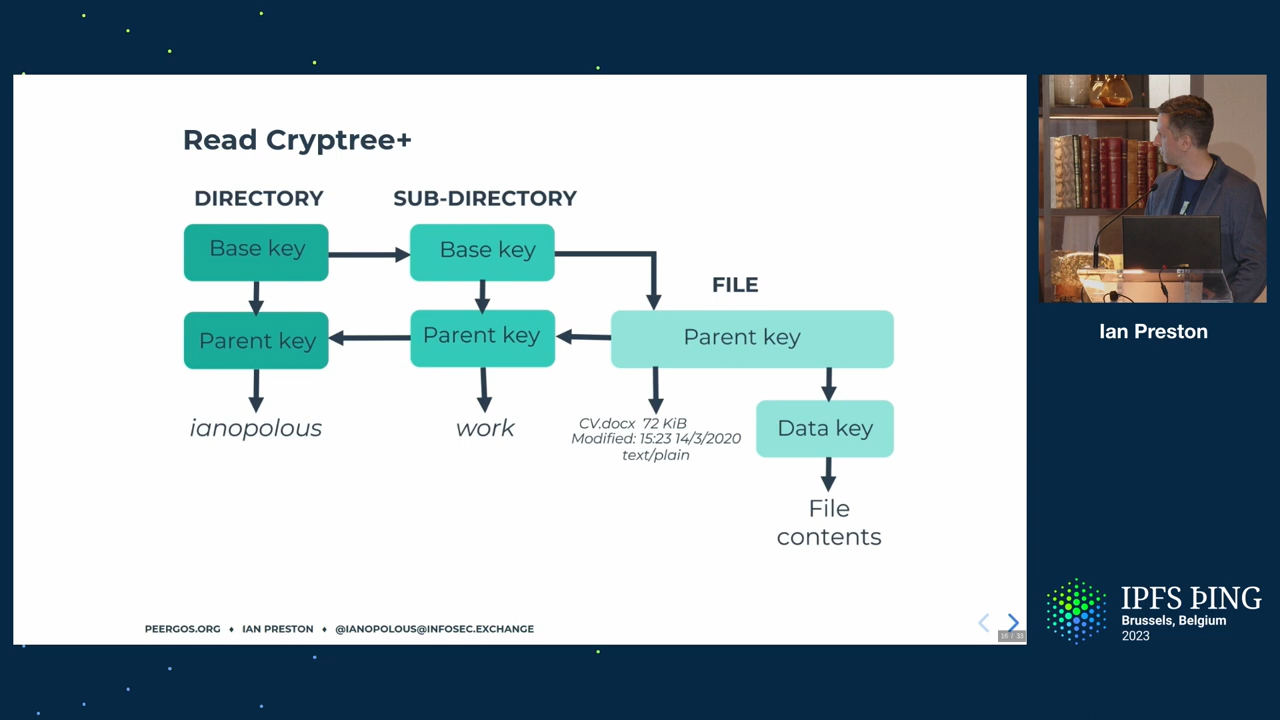 Read Cryptree+
DIRECTORY
SUB-DIRECTORY
Base key
Base key
FILE
Parent key
Parent key
Parent key
ianopolous
work
CV.docx 72 KiB
Modified: 15:23 14/3/2020
text/plain
Data key
File
contents
PEERGOS.ORG ♦ IAN PRESTON ♦ @IANOPOLOUS@INFOSEC.EXCHANGE
16 / 33
Ian Preston
IPFS ÞING
Brussels, Belgium
2023